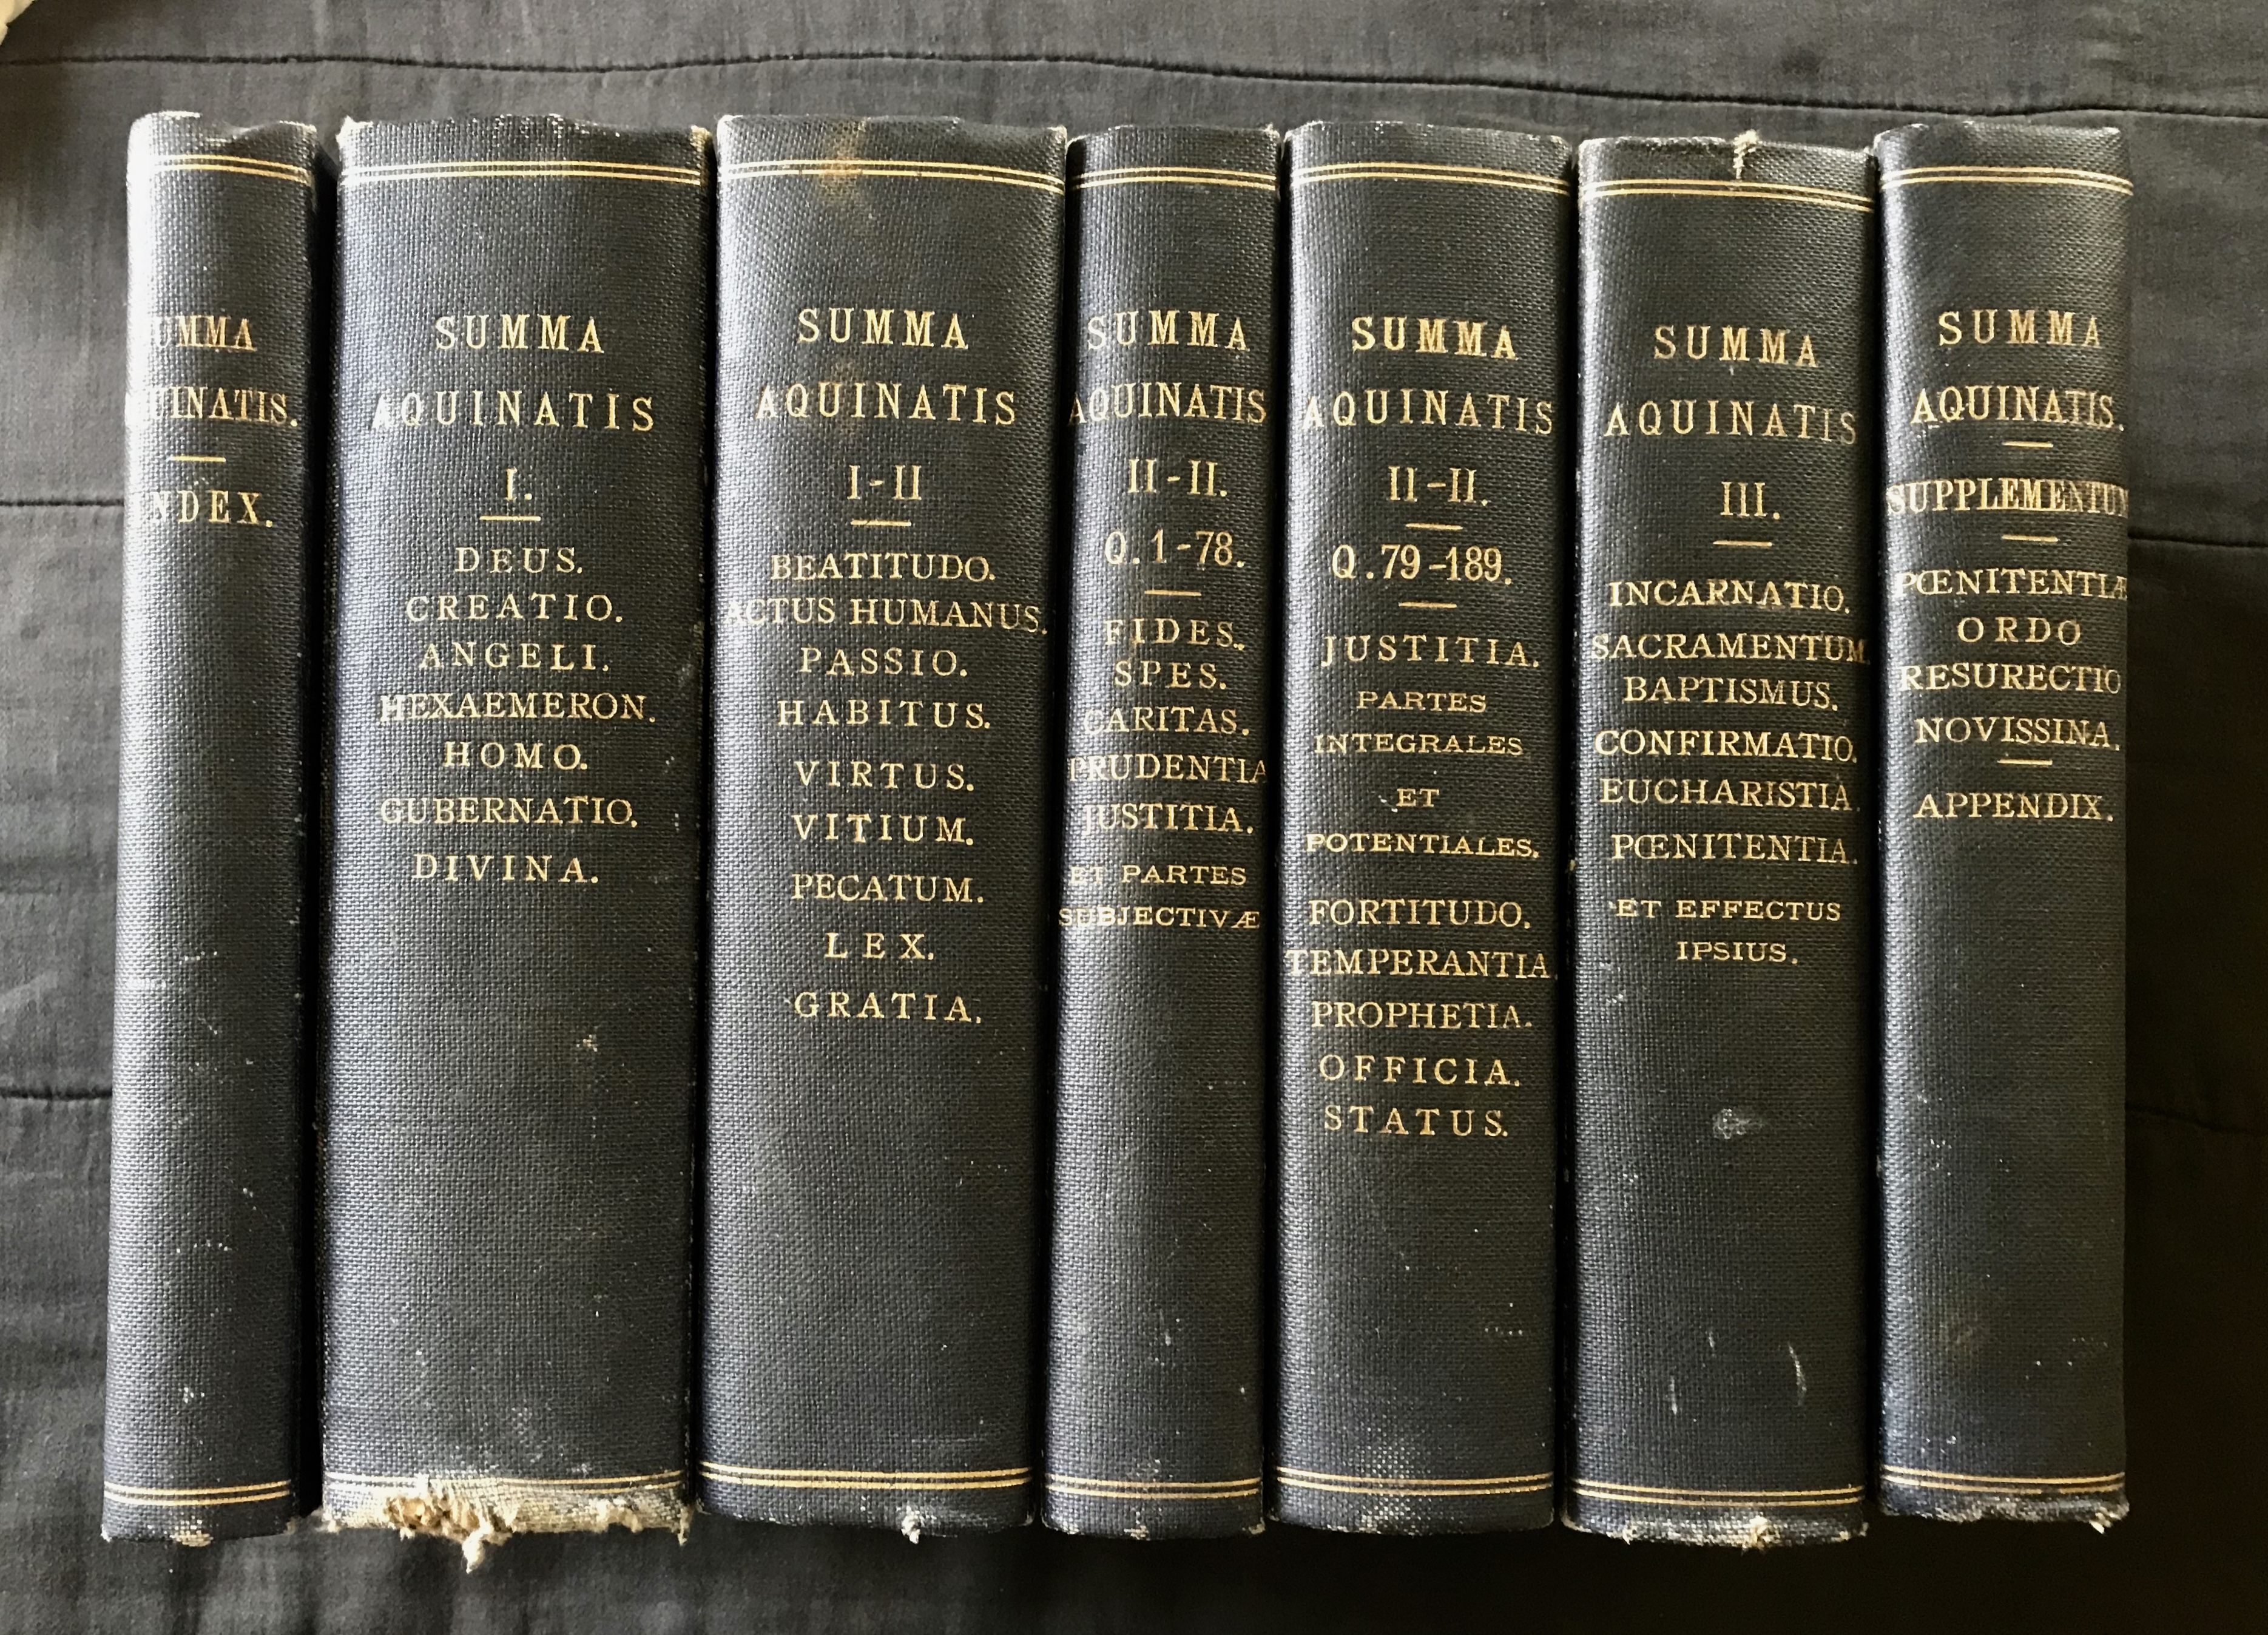 UMMA
UINATIS.
NDEX.
SUMMA
AQUINATIS
I.
DEUS.
CREATIO.
ANGELI.
HEXAEMERON.
HOMO.
GUBERNATIO.
DIVINA.
SUMMA
AQUINATIS
I-II
BEATITUDO.
ACTUS HUMANUS.
PASSIO.
HABITUS.
VIRTUS.
VITIUM.
PECATUM.
LEX.
GRATIA.
SUMMA
AQUINATIS
II-II.
Q.1-78.
FIDES.
SPES.
CARITAS.
PRUDENTIA
JUSTITIA.
ET PARTES
SUBJECTIVÆ
SUMMA
AQUINATIS
II-II.
Q.79-189.
JUSTITIA.
PARTES
INTEGRALES
ET
POTENTIALES.
FORTITUDO.
TEMPERANTIA.
PROPHETIA.
OFFICIA.
STATUS.
SUMMA
AQUINATIS
III.
INCARNATIO.
SACRAMENTUM.
BAPTISMUS.
CONFIRMATIO.
EUCHARISTIA.
PŒNITENTIA.
ET EFFECTUS
IPSIUS.
SUMMA
AQUINATIS.
SUPPLEMENTUM
PŒNITENTIÆ
ORDO
RESURECTIO
NOVISSINA.
APPENDIX.